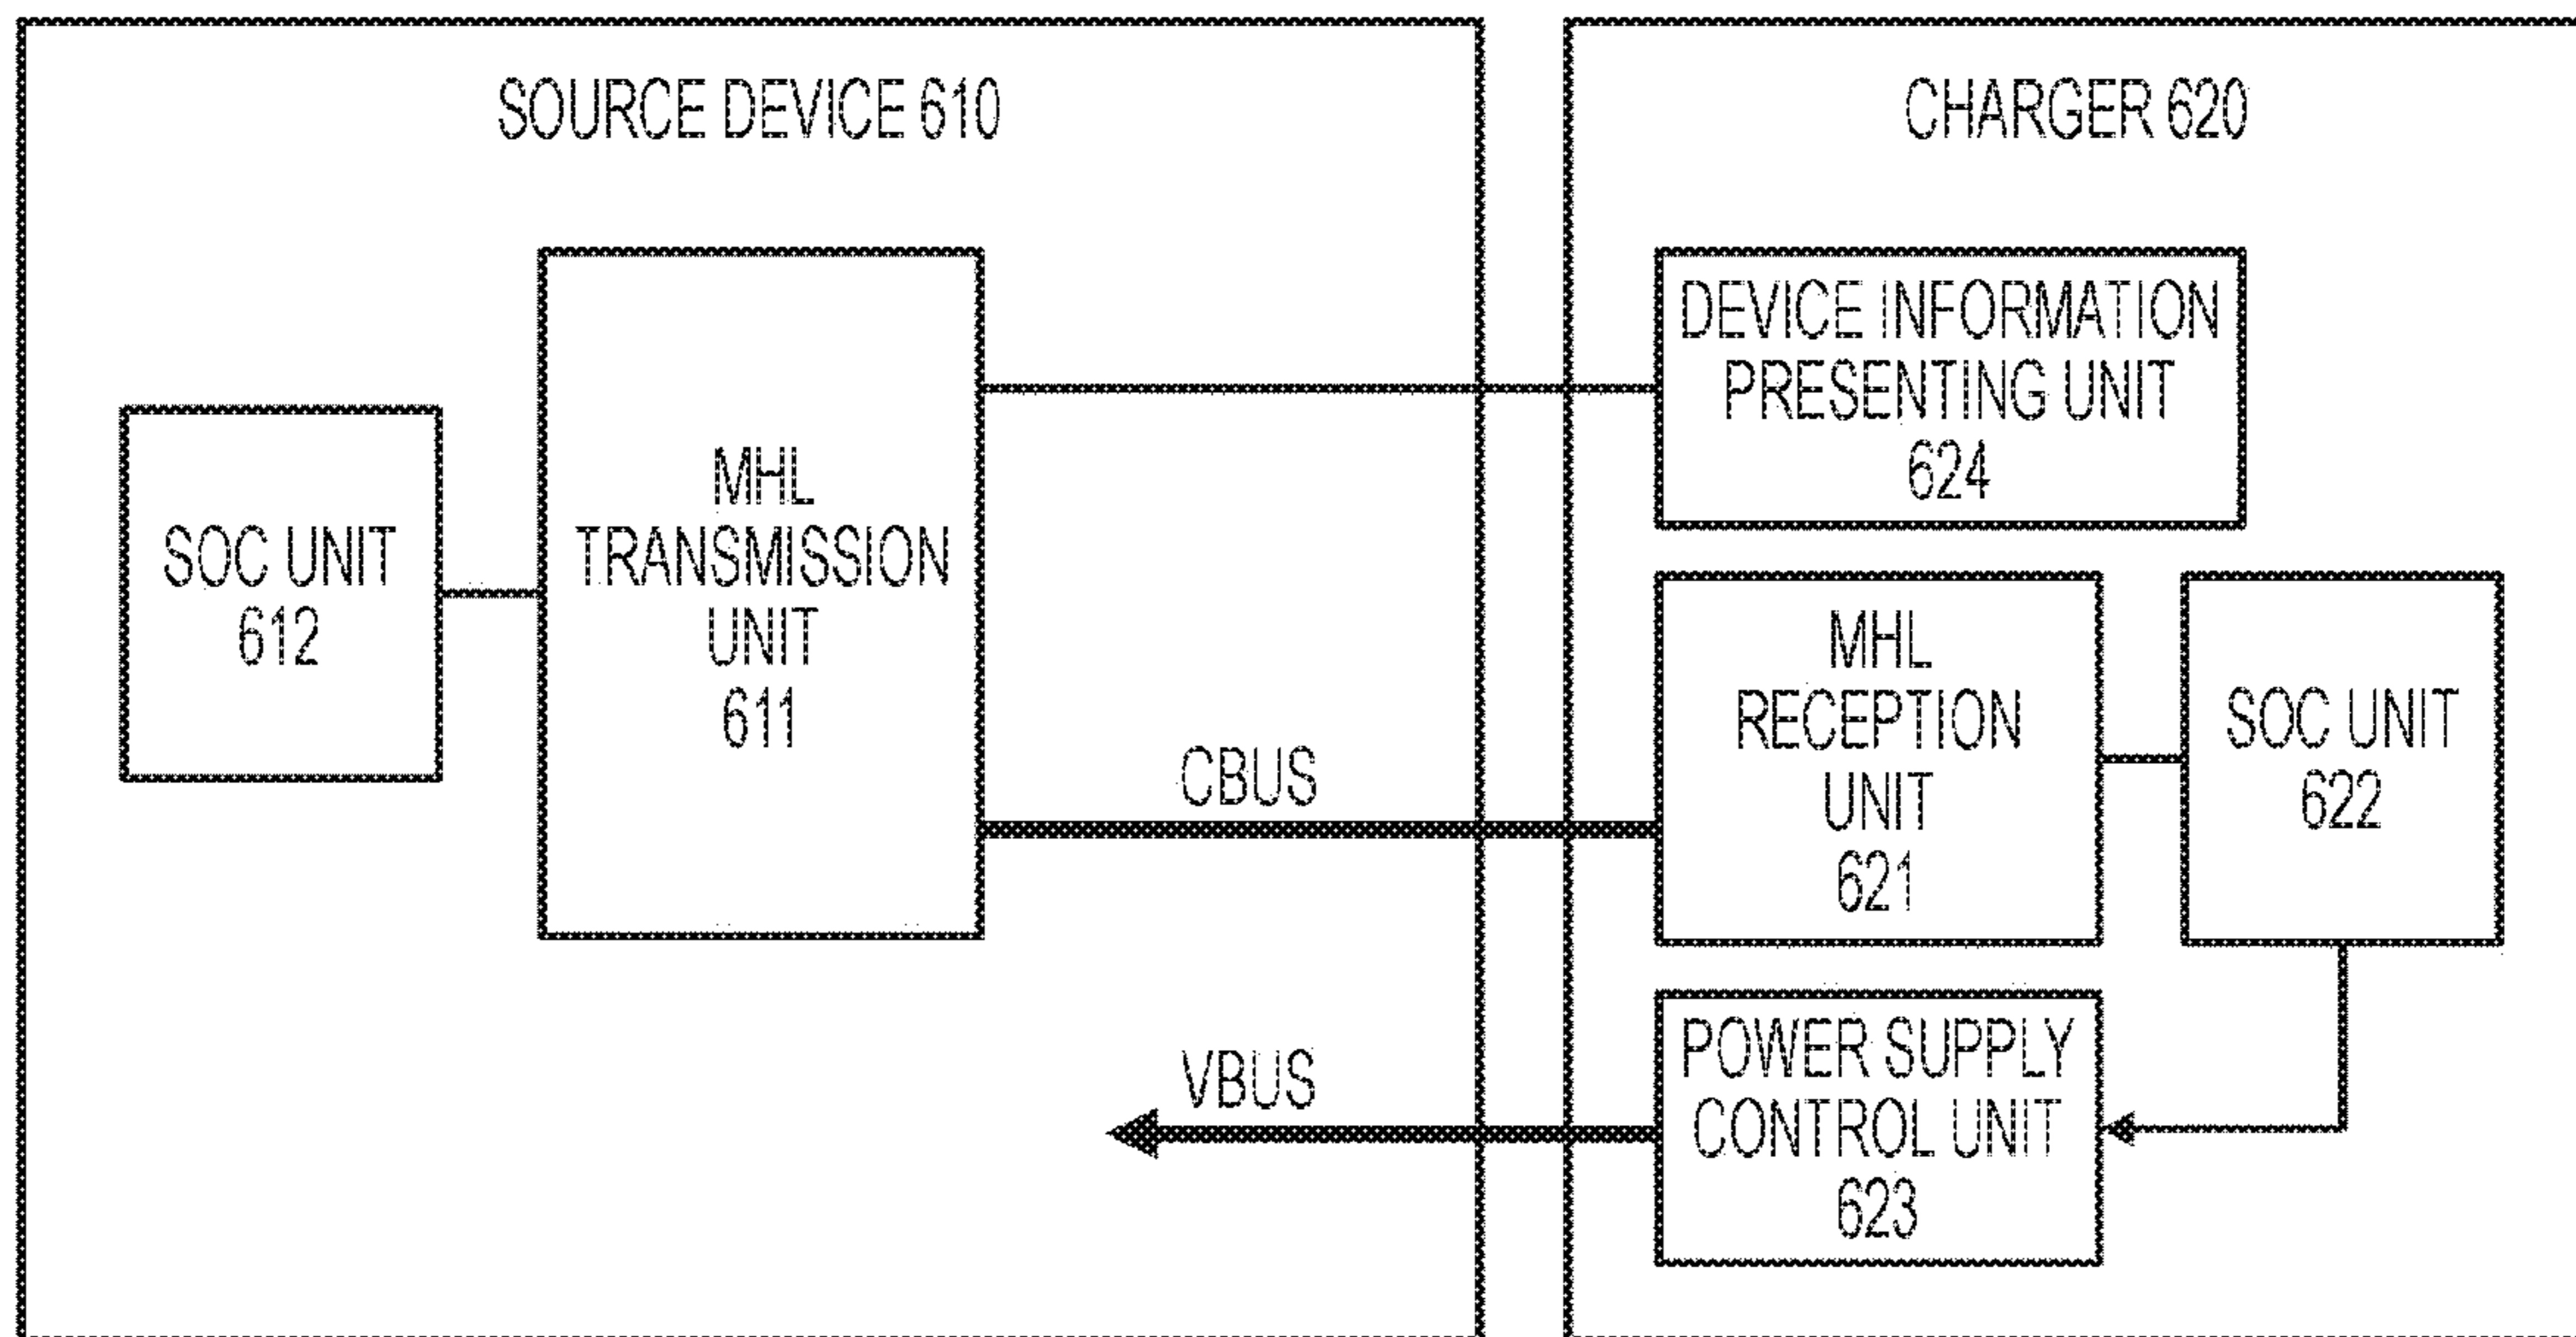 SOURCE DEVICE 610
SOC UNIT
612
MHL
TRANSMISSION
UNIT
611
CBUS
VBUS
CHARGER 620
DEVICE INFORMATION
PRESENTING UNIT
624
MHL
RECEPTION
UNIT
621
SOC UNIT
622
POWER SUPPLY
CONTROL UNIT
623